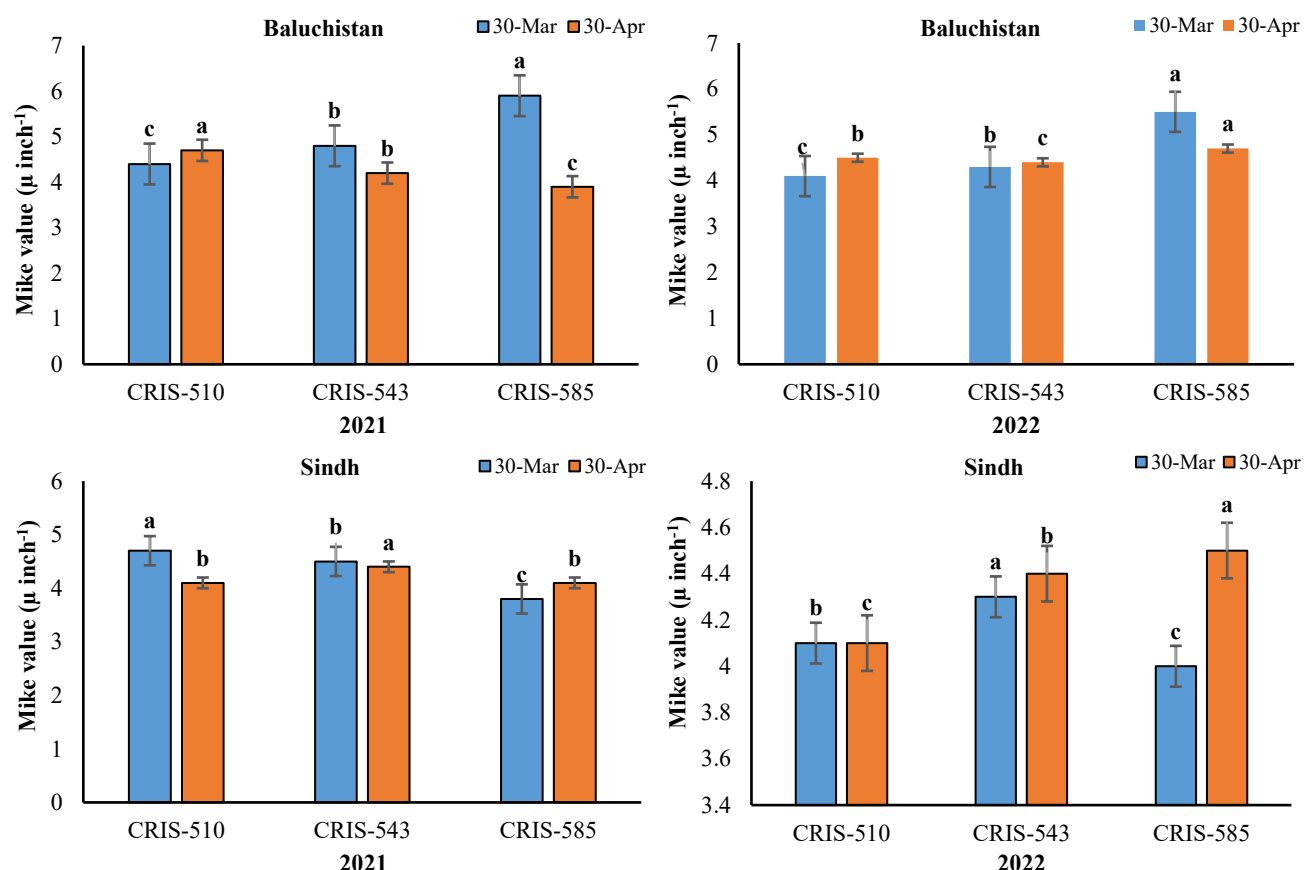 Baluchistan
30-Mar 30-Apr
Mike value (µ inch⁻¹)
7
6
5
4
3
2
1
0
c a b b a c
CRIS-510 CRIS-543 CRIS-585
2021
Baluchistan
30-Mar 30-Apr
Mike value (µ inch⁻¹)
7
6
5
4
3
2
1
0
c b b c a a
CRIS-510 CRIS-543 CRIS-585
2022
Sindh
30-Mar 30-Apr
Mike value (µ inch⁻¹)
6
5
4
3
2
1
0
a b b a c b
CRIS-510 CRIS-543 CRIS-585
2021
Sindh
30-Mar 30-Apr
Mike value (µ inch⁻¹)
4.8
4.6
4.4
4.2
4
3.8
3.6
3.4
b c a b c a
CRIS-510 CRIS-543 CRIS-585
2022